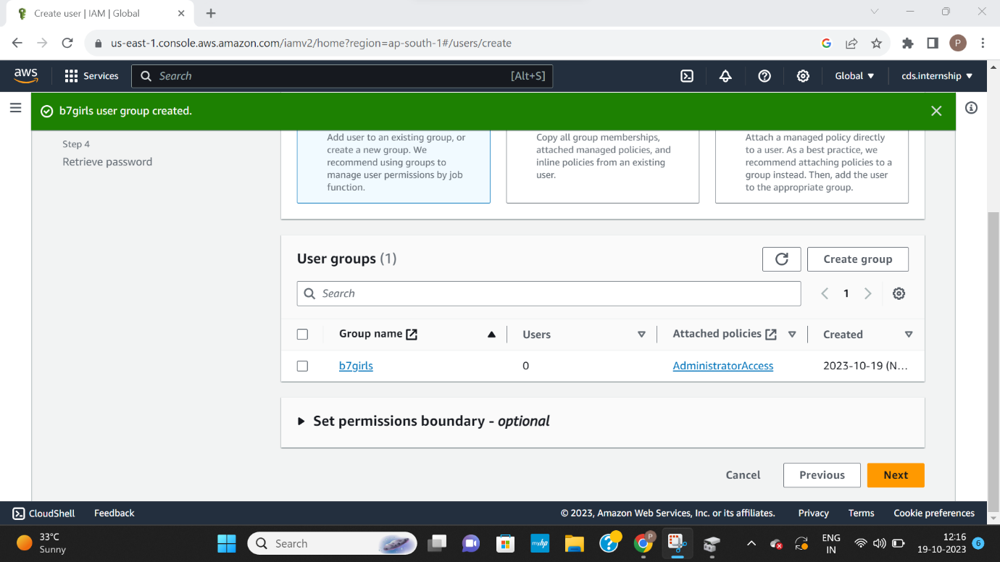 Create user | IAM | Global
us-east-1.console.aws.amazon.com/iamv2/home?region=ap-south-1#/users/create
G
P
aws
Services
Search
[Alt+S]
Global
cds.internship
b7girls user group created.
Step 4
Retrieve password
Add user to an existing group, or
create a new group. We
recommend using groups to
manage user permissions by job
function.
Copy all group memberships,
attached managed policies, and
inline policies from an existing
user.
Attach a managed policy directly
to a user. As a best practice, we
recommend attaching policies to a
group instead. Then, add the user
to the appropriate group.
User groups (1)
Create group
Search
1
Group name
Users
Attached policies
Created
b7girls
0
AdministratorAccess
2023-10-19 (N...
Set permissions boundary - optional
Cancel
Previous
Next
CloudShell
Feedback
© 2023, Amazon Web Services, Inc. or its affiliates.
Privacy
Terms
Cookie preferences
33°C
Sunny
Search
myhp
P
ENG
IN
12:16
19-10-2023
6